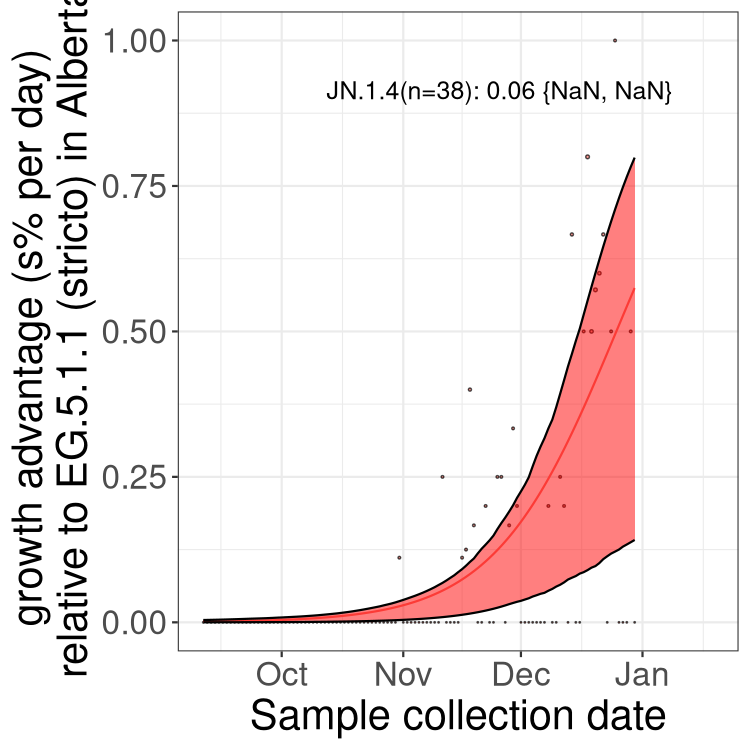 growth advantage (s% per day)
relative to EG.5.1.1 (stricto) in Alberta
1.00
0.75
0.50
0.25
0.00
JN.1.4(n=38): 0.06 {NaN, NaN}
Oct Nov Dec Jan
Sample collection date